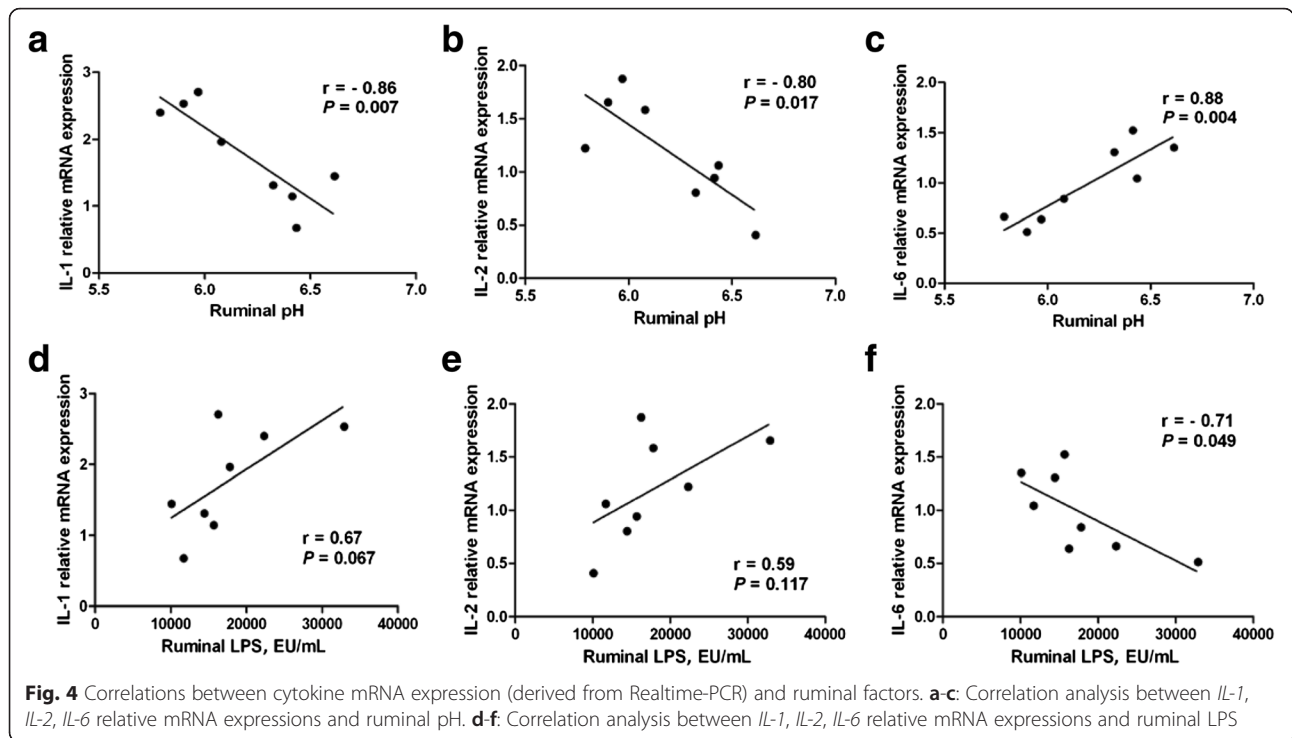 a
IL-1 relative mRNA expression
3
2
1
0
5.5 6.0 6.5 7.0
Ruminal pH
r = - 0.86
P = 0.007
b
IL-2 relative mRNA expression
2.0
1.5
1.0
0.5
0.0
5.5 6.0 6.5 7.0
Ruminal pH
r = - 0.80
P = 0.017
c
IL-6 relative mRNA expression
2.0
1.5
1.0
0.5
0.0
5.5 6.0 6.5 7.0
Ruminal pH
r = 0.88
P = 0.004
d
IL-1 relative mRNA expression
3
2
1
0
0 10000 20000 30000 40000
Ruminal LPS, EU/mL
r = 0.67
P = 0.067
e
IL-2 relative mRNA expression
2.0
1.5
1.0
0.5
0.0
0 10000 20000 30000 40000
Ruminal LPS, EU/mL
r = 0.59
P = 0.117
f
IL-6 relative mRNA expression
2.0
1.5
1.0
0.5
0.0
0 10000 20000 30000 40000
Ruminal LPS, EU/mL
r = - 0.71
P = 0.049
Fig. 4 Correlations between cytokine mRNA expression (derived from Realtime-PCR) and ruminal factors. a-c: Correlation analysis between IL-1,
IL-2, IL-6 relative mRNA expressions and ruminal pH. d-f: Correlation analysis between IL-1, IL-2, IL-6 relative mRNA expressions and ruminal LPS